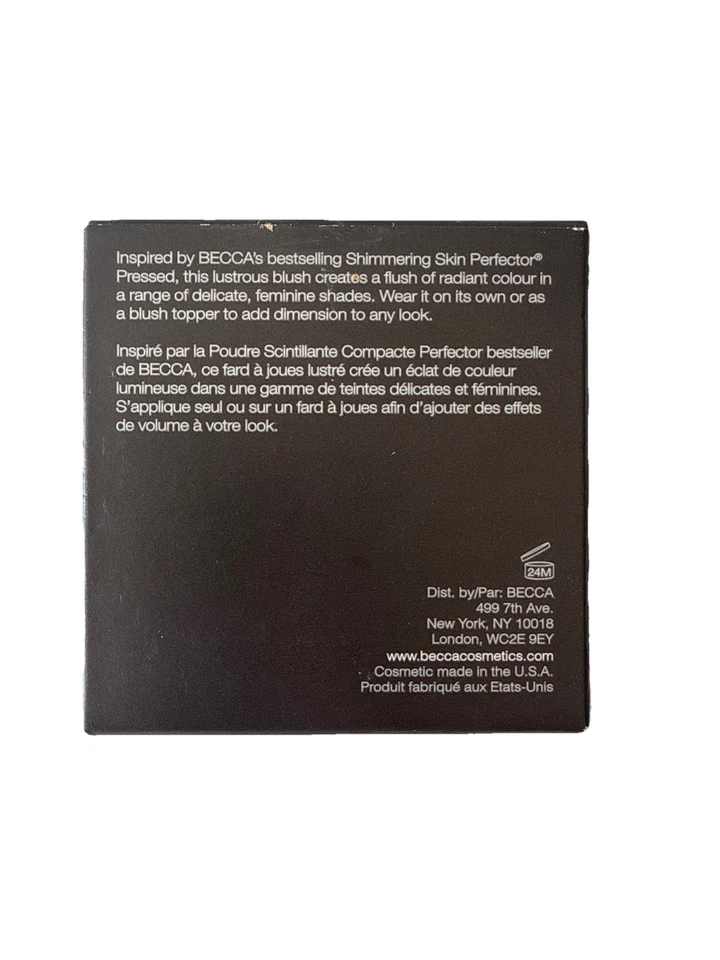 Inspired by BECCA's bestselling Shimmering Skin Perfector®
Pressed, this lustrous blush creates a flush of radiant colour in
a range of delicate, feminine shades. Wear it on its own or as
a blush topper to add dimension to any look.
Inspiré par la Poudre Scintillante Compacte Perfector bestseller
de BECCA, ce fard à joues lustré crée un éclat de couleur
lumineuse dans une gamme de teintes délicates et féminines.
S'applique seul ou sur un fard à joues afin d'ajouter des effets
de volume à votre look.
24M
Dist. by/Par: BECCA
499 7th Ave.
New York, NY 10018
London, WC2E 9EY
www.beccacosmetics.com
Cosmetic made in the U.S.A.
Produit fabriqué aux Etats-Unis